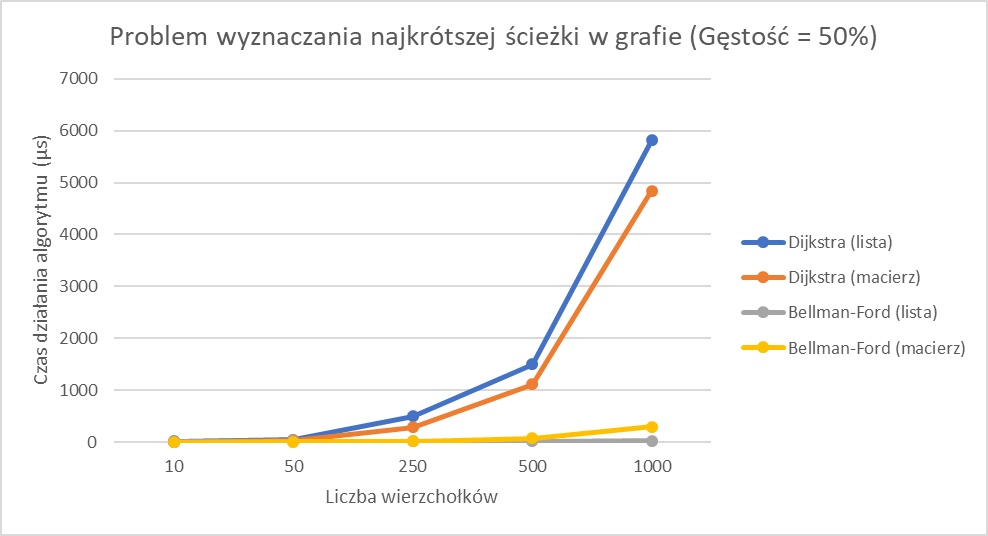 Problem wyznaczania najkrótszej ścieżki w grafie (Gęstość = 50%)
Czas działania algorytmu (µs)
7000
6000
5000
4000
3000
2000
1000
0
10 50 250 500 1000
Liczba wierzchołków
Dijkstra (lista)
Dijkstra (macierz)
Bellman-Ford (lista)
Bellman-Ford (macierz)